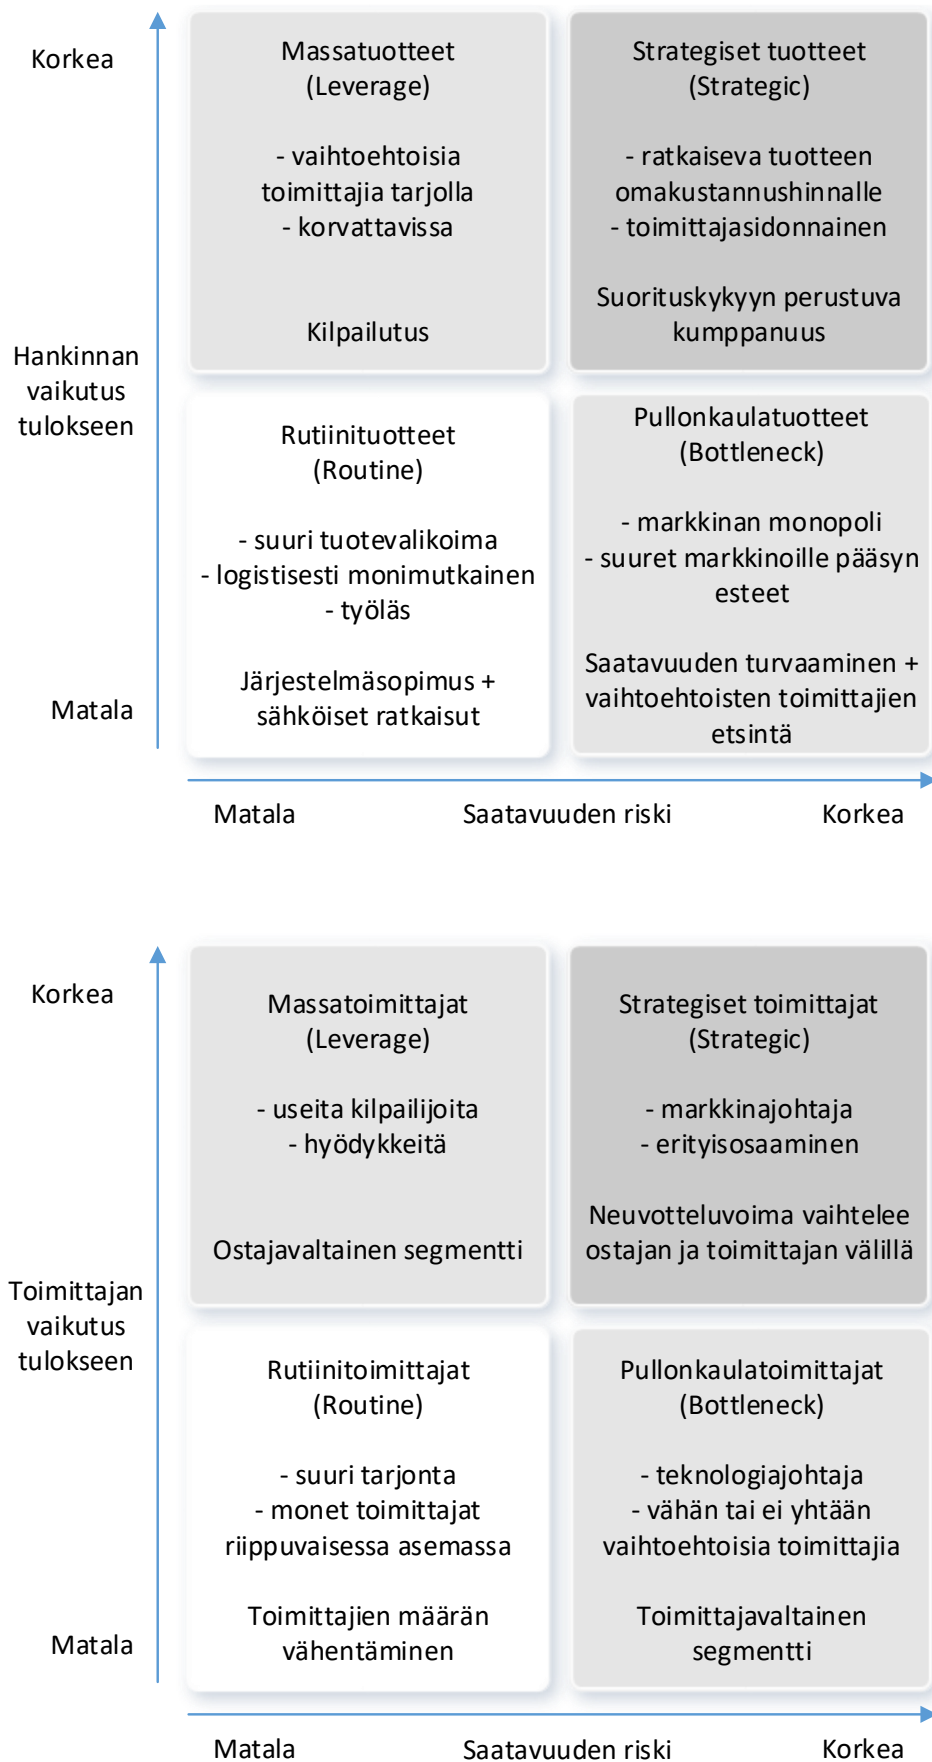 Korkea
Massatuotteet
(Leverage)
- vaihtoehtoisia
toimittajia tarjolla
- korvattavissa
Kilpailutus
Strategiset tuotteet
(Strategic)
- ratkaiseva tuotteen
omakustannushinnalle
- toimittajasidonnainen
Suorituskykyyn perustuva
kumppanuus
Hankinnan
vaikutus
tulokseen
Rutiinituotteet
(Routine)
- suuri tuotevalikoima
- logistisesti monimutkainen
- työläs
Järjestelmäsopimus +
sähköiset ratkaisut
Pullonkaulatuotteet
(Bottleneck)
- markkinan monopoli
- suuret markkinoille pääsyn
esteet
Saatavuuden turvaaminen +
vaihtoehtoisten toimittajien
etsintä
Matala
Matala
Saatavuuden riski
Korkea
Korkea
Massatoimittajat
(Leverage)
- useita kilpailijoita
- hyödykkeitä
Ostajavaltainen segmentti
Strategiset toimittajat
(Strategic)
- markkinajohtaja
- erityisosaaminen
Neuvotteluvoima vaihtelee
ostajan ja toimittajan välillä
Toimittajan
vaikutus
tulokseen
Rutiinitoimittajat
(Routine)
- suuri tarjonta
- monet toimittajat
riippuvaisessa asemassa
Toimittajien määrän
vähentäminen
Pullonkaulatoimittajat
(Bottleneck)
- teknologiajohtaja
- vähän tai ei yhtään
vaihtoehtoisia toimittajia
Toimittajavaltainen
segmentti
Matala
Matala
Saatavuuden riski
Korkea